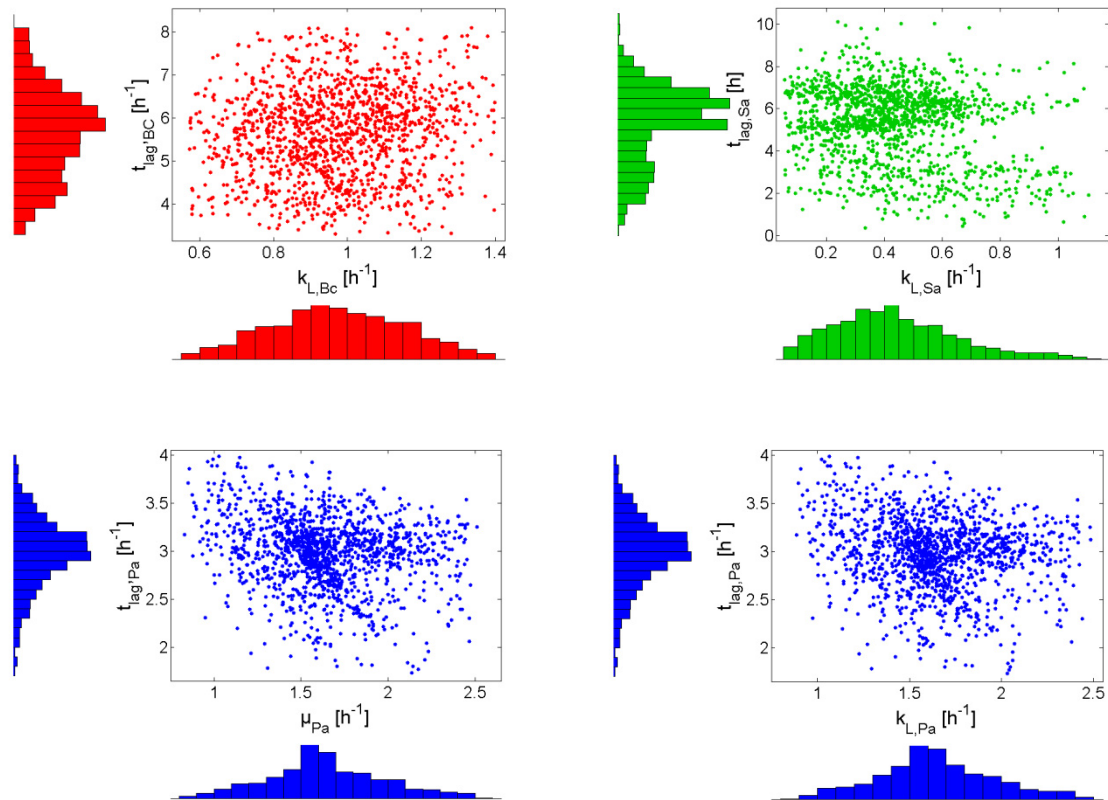 8
7
6
5
4
t_lag,BC [h^-1]
0.6 0.8 1 1.2 1.4
k_L,Bc [h^-1]
10
8
6
4
2
0
t_lag,Sa [h]
0.2 0.4 0.6 0.8 1
k_L,Sa [h^-1]
4
3.5
3
2.5
2
t_lag,Pa [h^-1]
1 1.5 2 2.5
μ_Pa [h^-1]
4
3.5
3
2.5
2
t_lag,Pa [h^-1]
1 1.5 2 2.5
k_L,Pa [h^-1]